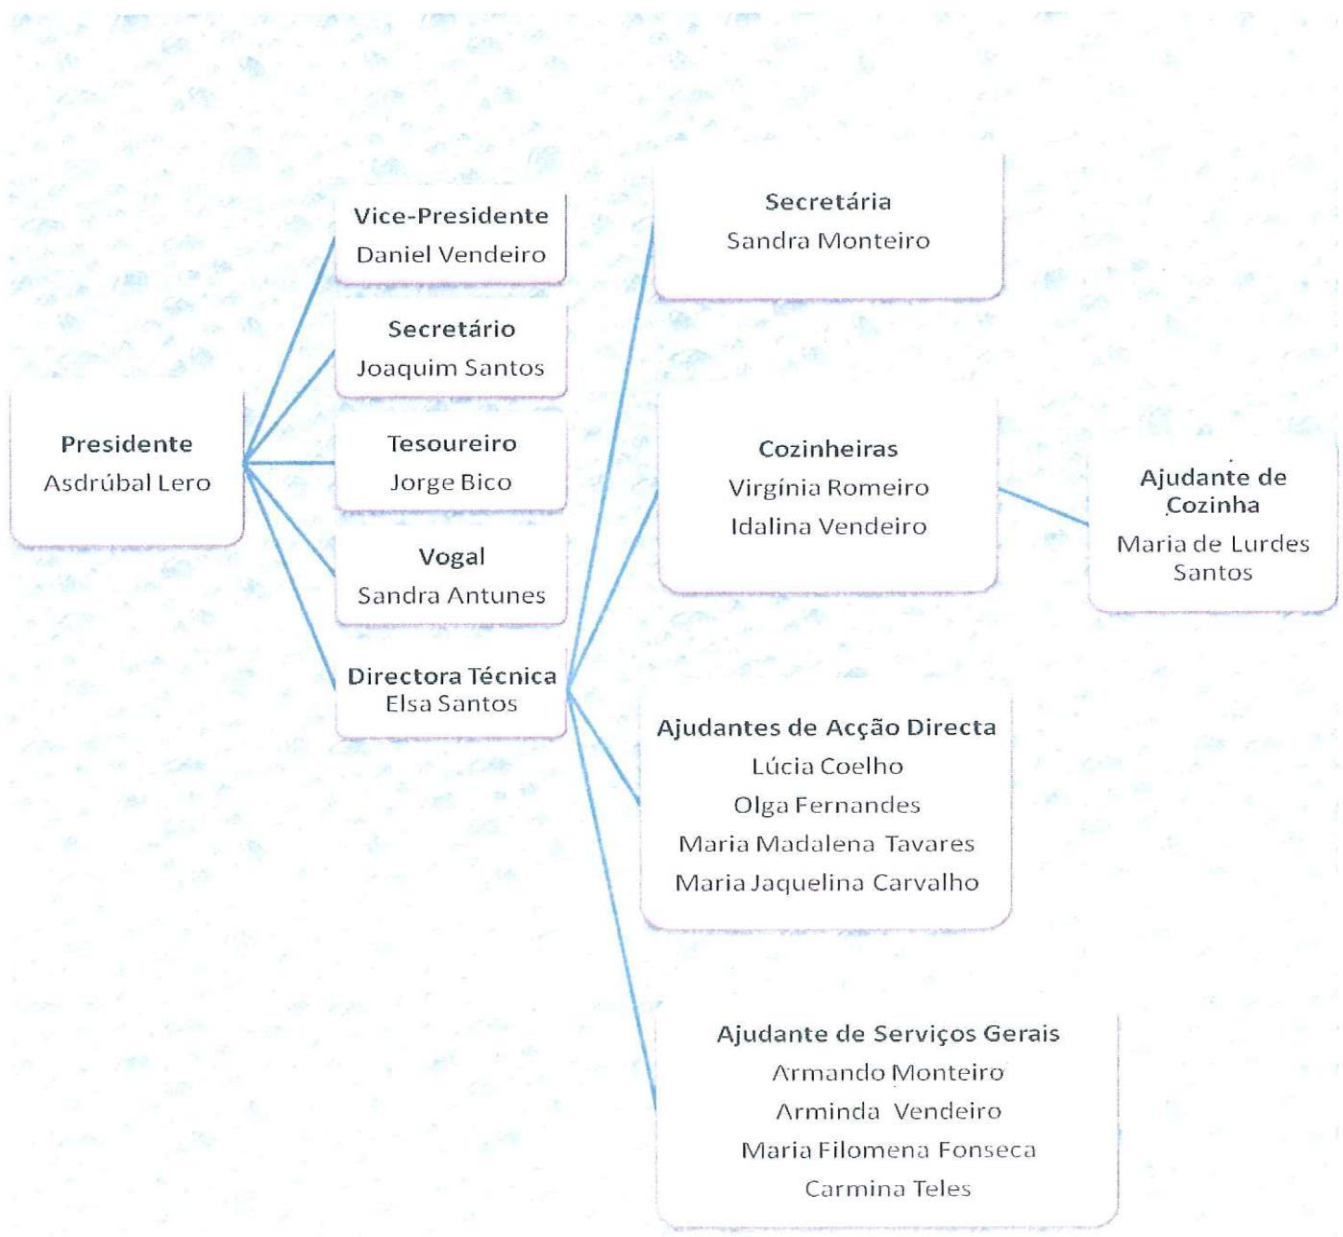 Presidente
Asdrúbal Lero
Vice-Presidente
Daniel Vendeiro
Secretário
Joaquim Santos
Tesoureiro
Jorge Bico
Vogal
Sandra Antunes
Directora Técnica
Elsa Santos
Secretária
Sandra Monteiro
Cozinheiras
Virgínia Romeiro
Idalina Vendeiro
Ajudante de
Cozinha
Maria de Lurdes
Santos
Ajudantes de Acção Directa
Lúcia Coelho
Olga Fernandes
Maria Madalena Tavares
Maria Jaquelina Carvalho
Ajudante de Serviços Gerais
Armando Monteiro
Arminda Vendeiro
Maria Filomena Fonseca
Carmina Teles